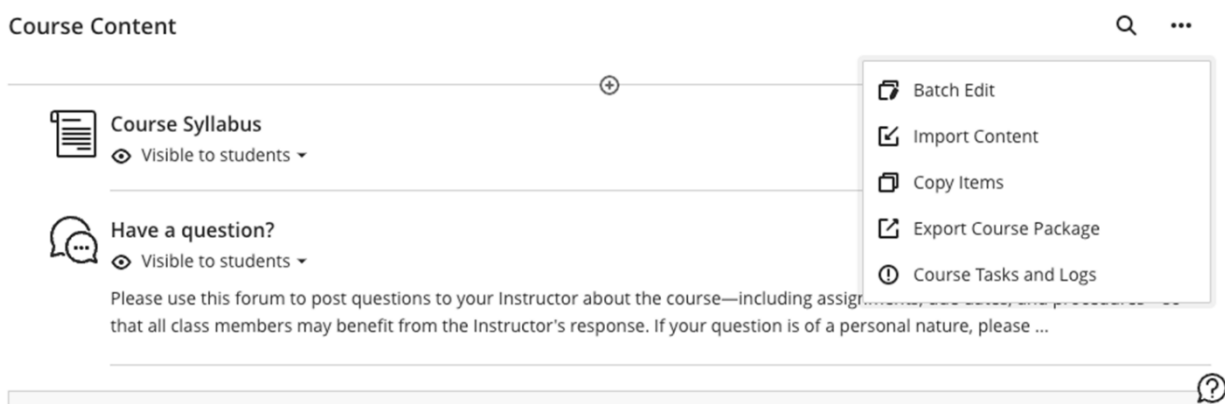 Course Content
Batch Edit
Import Content
Copy Items
Export Course Package
Course Tasks and Logs
Course Syllabus
Visible to students
Have a question?
Visible to students
Please use this forum to post questions to your Instructor about the course—including
that all class members may benefit from the Instructor's response. If your question is of a personal nature, please ...